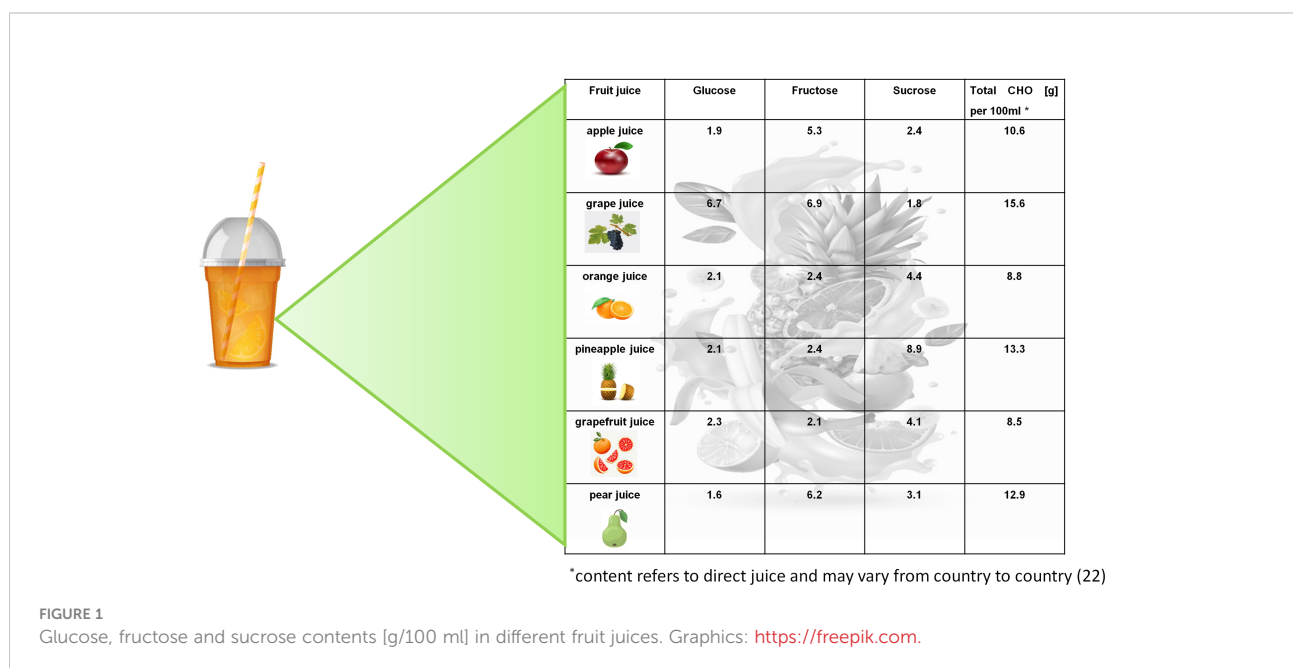 Fruit juice Glucose Fructose Sucrose Total CHO [g]
per 100ml *
apple juice 1.9 5.3 2.4 10.6
grape juice 6.7 6.9 1.8 15.6
orange juice 2.1 2.4 4.4 8.8
pineapple juice 2.1 2.4 8.9 13.3
grapefruit juice 2.3 2.1 4.1 8.5
pear juice 1.6 6.2 3.1 12.9
*content refers to direct juice and may vary from country to country (22)
FIGURE 1
Glucose, fructose and sucrose contents [g/100 ml] in different fruit juices. Graphics: https://freepik.com.